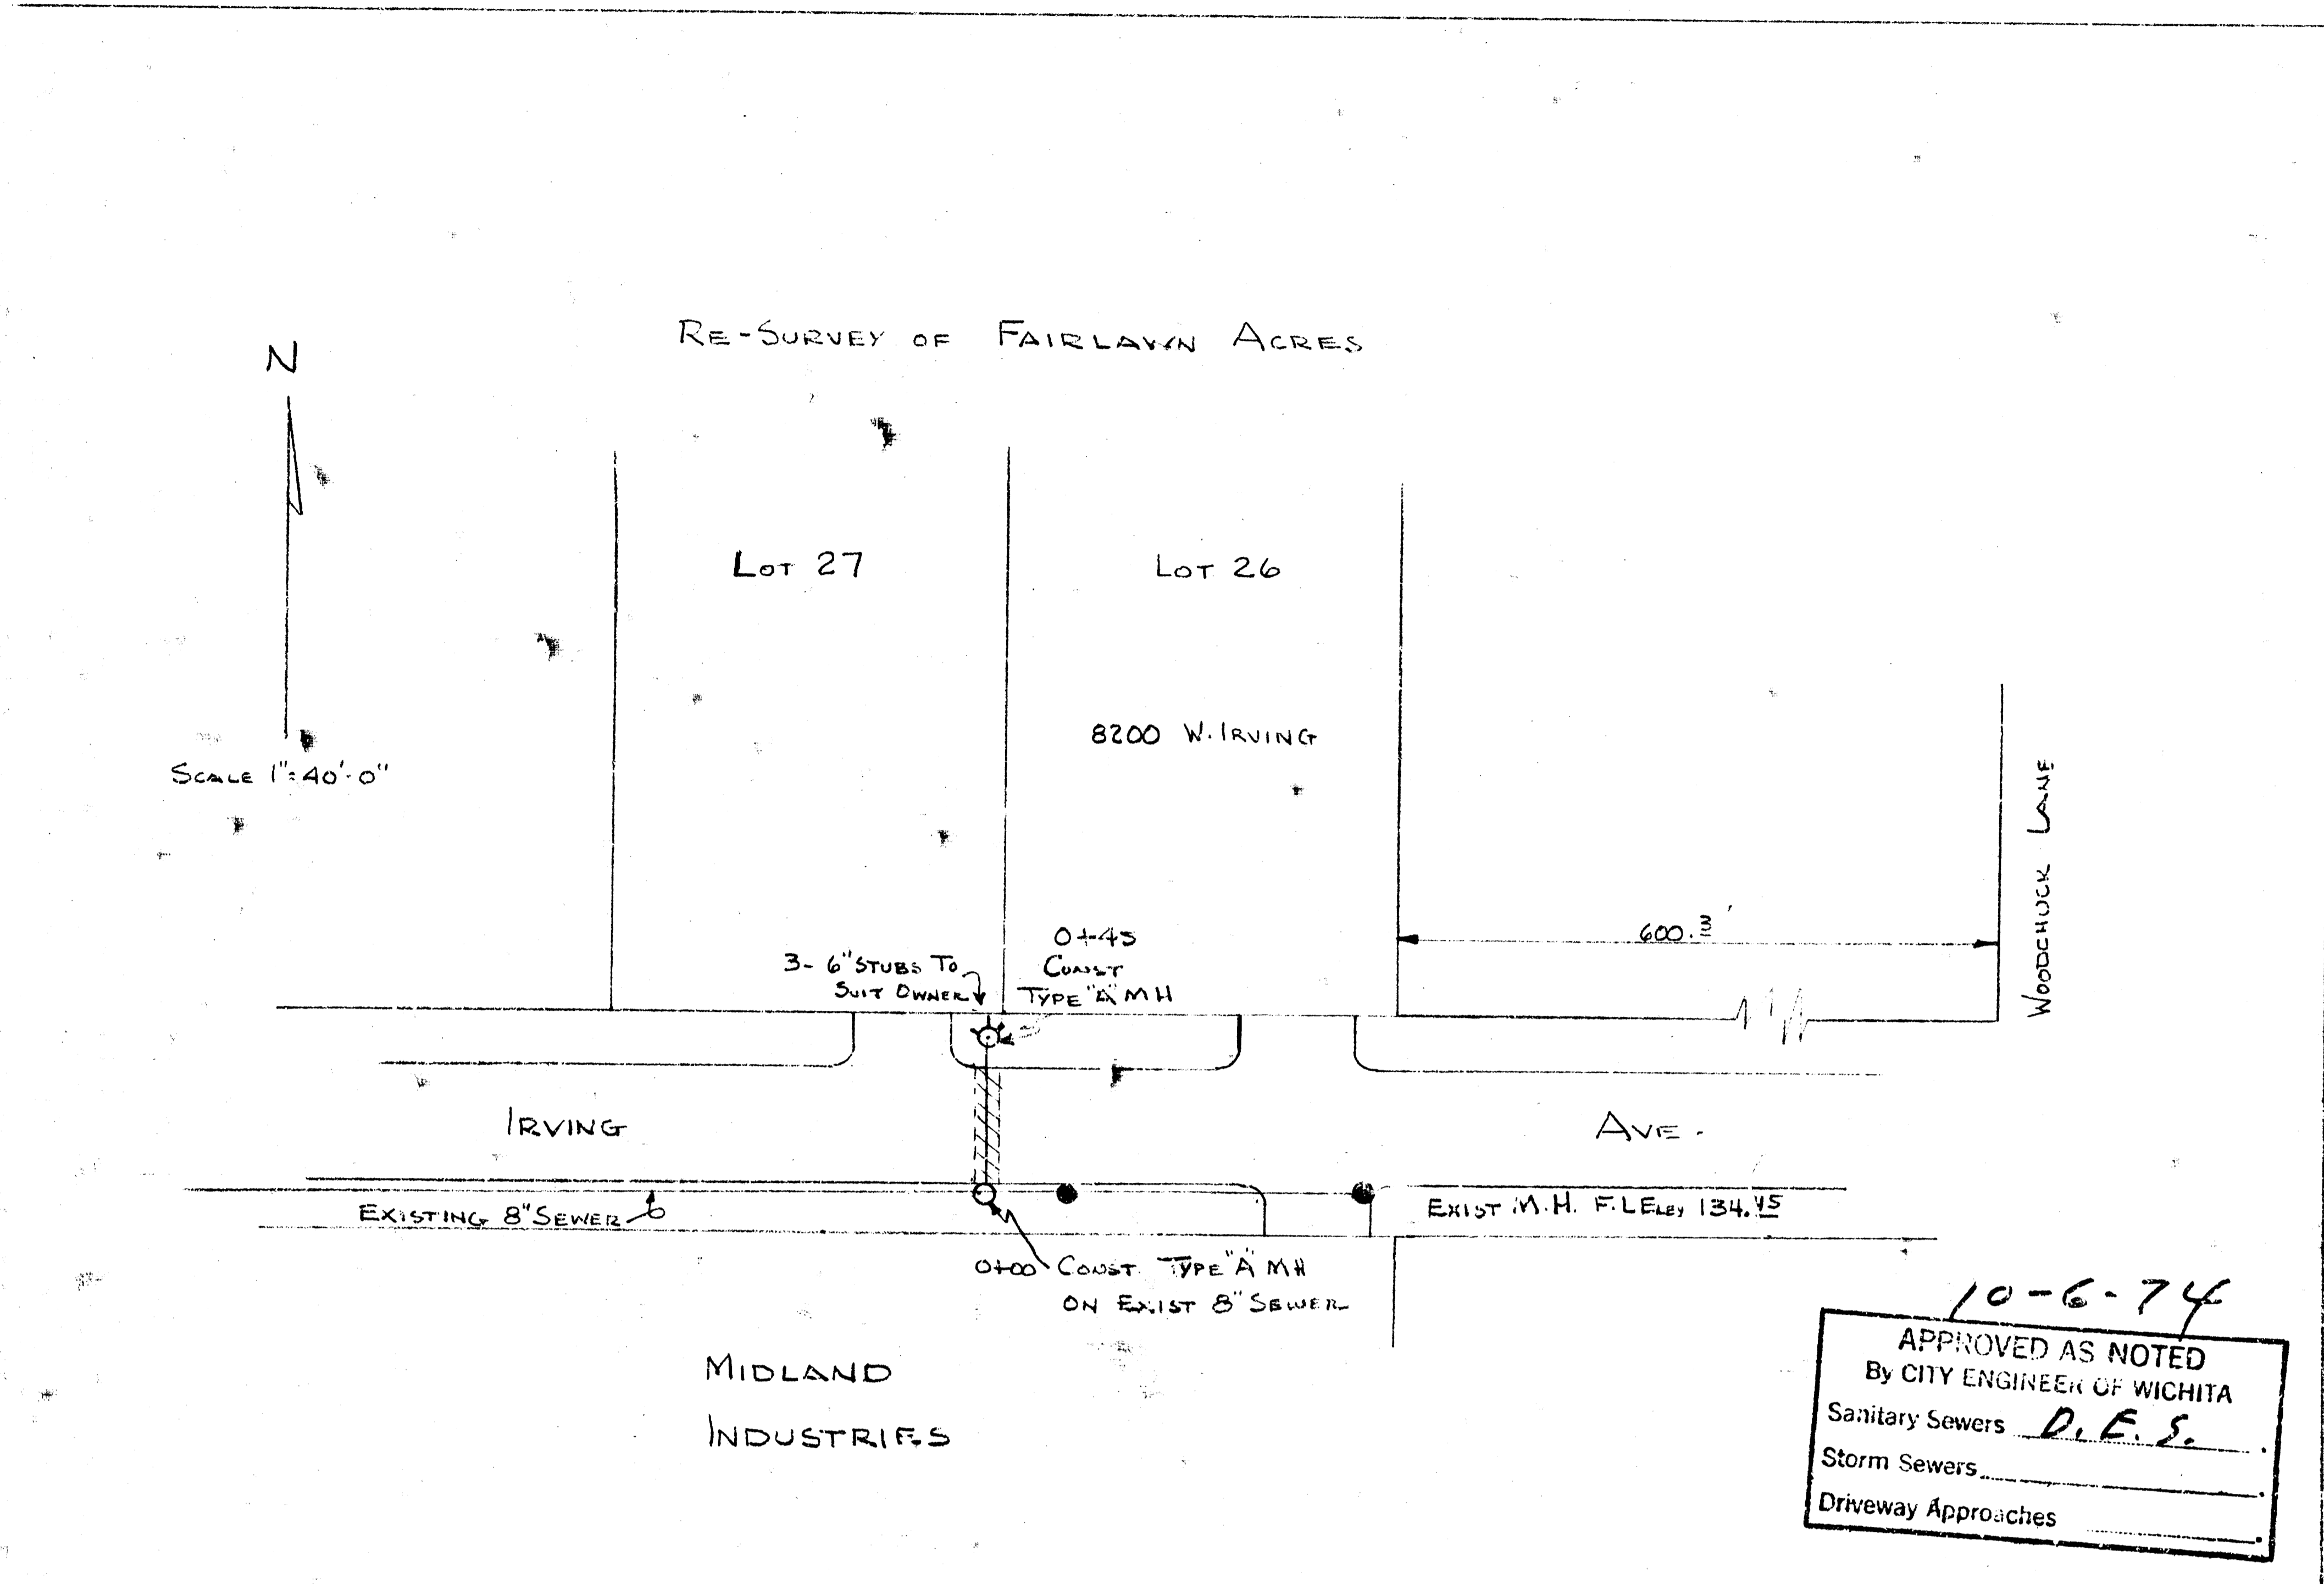 RE-SURVEY OF FAIRLAWN ACRES
N
LOT 27
LOT 26
8200 W. IRVING
SCALE 1"=40'-0"
WOODCHUCK LANE
600.3'
0+45
CONST
TYPE "A" MH
3-6" STUBS TO
SUIT OWNER
IRVING
AVE.
EXISTING 8" SEWER
EXIST M.H. F.L. ELEV 134.45
0+00 CONST. TYPE "A" MH
ON EXIST 8" SEWER
MIDLAND
INDUSTRIES
10-6-74
APPROVED AS NOTED
By CITY ENGINEER OF WICHITA
Sanitary Sewers D.E.S.
Storm Sewers
Driveway Approaches